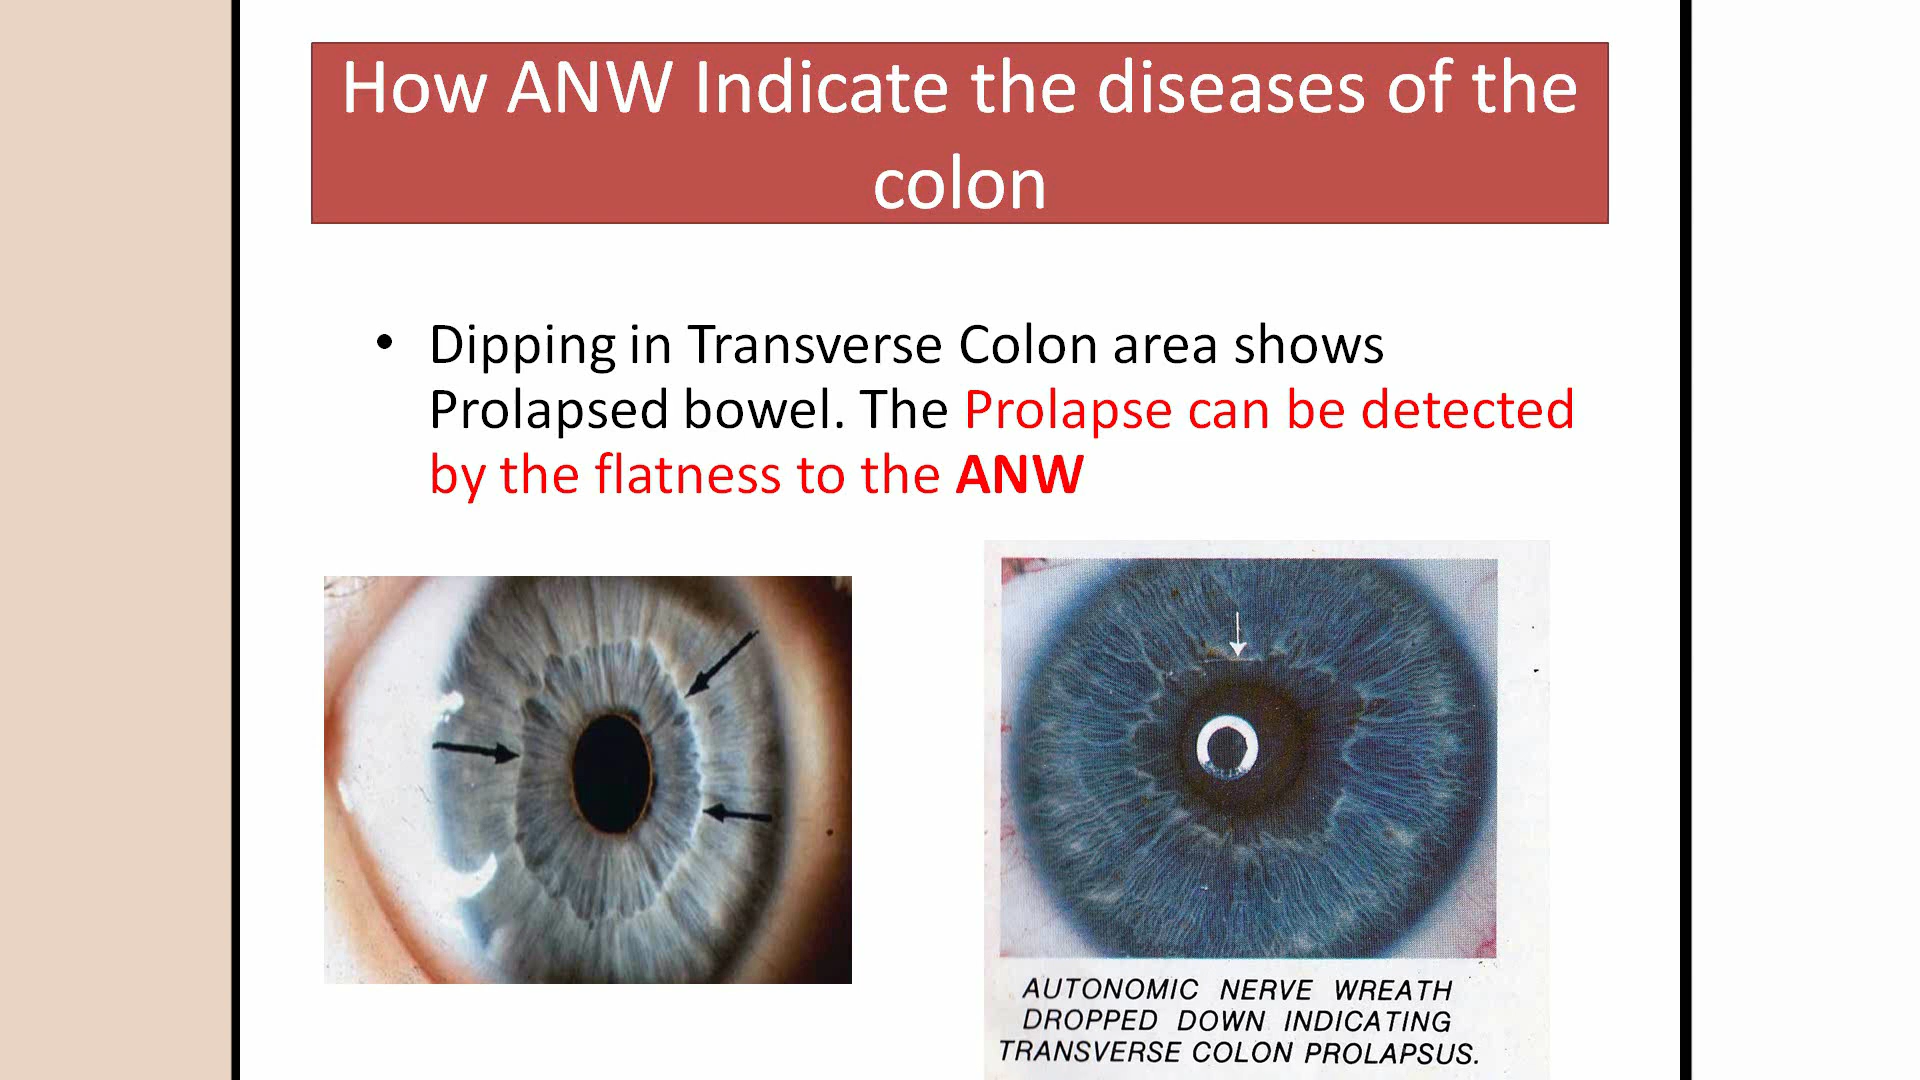 How ANW Indicate the diseases of the
colon
• Dipping in Transverse Colon area shows
Prolapsed bowel. The Prolapse can be detected
by the flatness to the ANW
AUTONOMIC NERVE WREATH
DROPPED DOWN INDICATING
TRANSVERSE COLON PROLAPSUS.